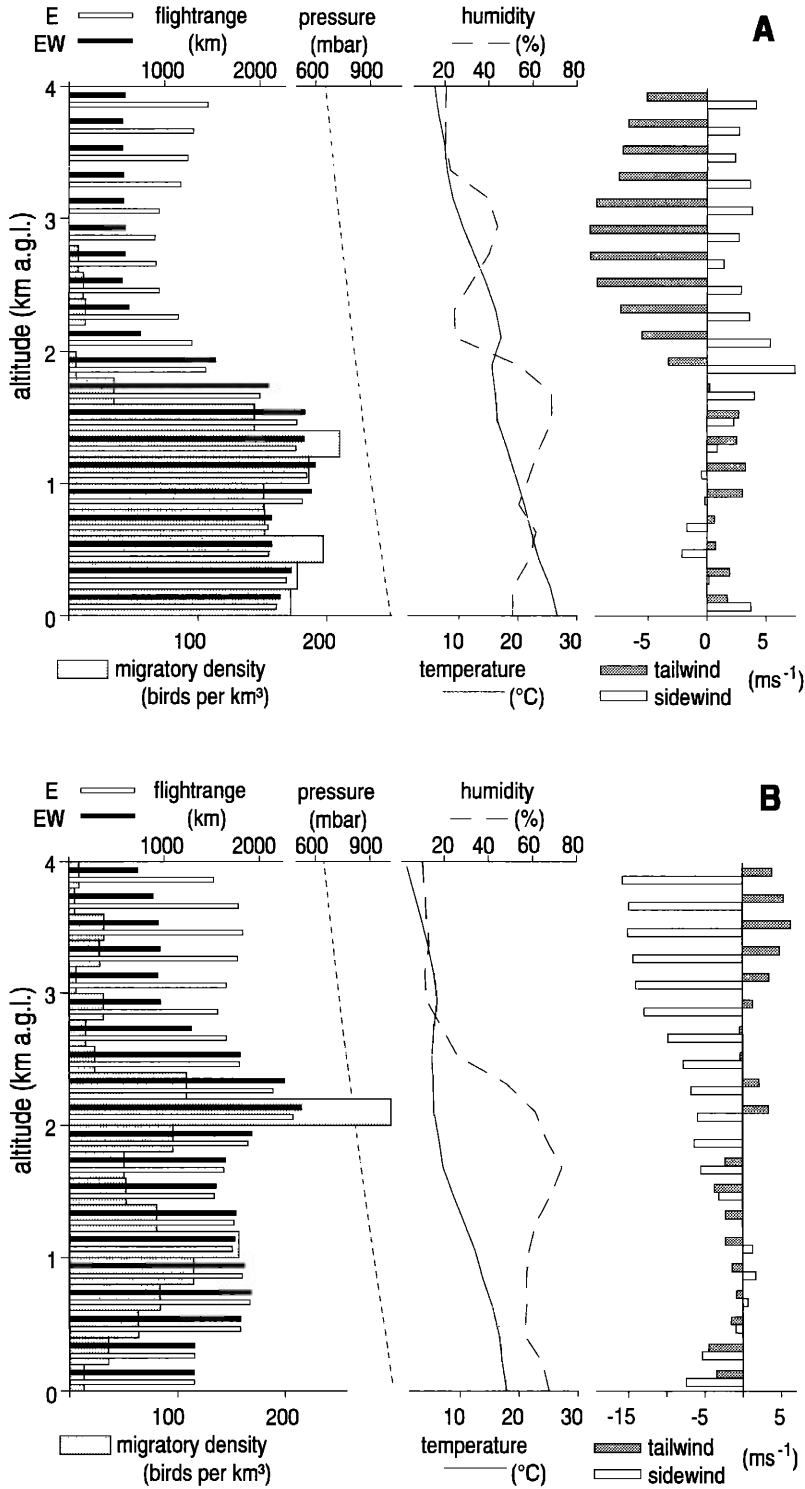 A
E flightrange pressure humidity
EW (km) (mbar) (%)
1000 2000 600 900 20 40 60 80
4
3
2
1
0
altitude (km a.g.l.)
100 200 10 20 30 -5 0 5
migratory density temperature tailwind (ms⁻¹)
(birds per km³) (°C) sidewind
B
E flightrange pressure humidity
EW (km) (mbar) (%)
1000 2000 600 900 20 40 60 80
4
3
2
1
0
altitude (km a.g.l.)
100 200 10 20 30 -15 -5 5
migratory density temperature tailwind (ms⁻¹)
(birds per km³) (°C) sidewind